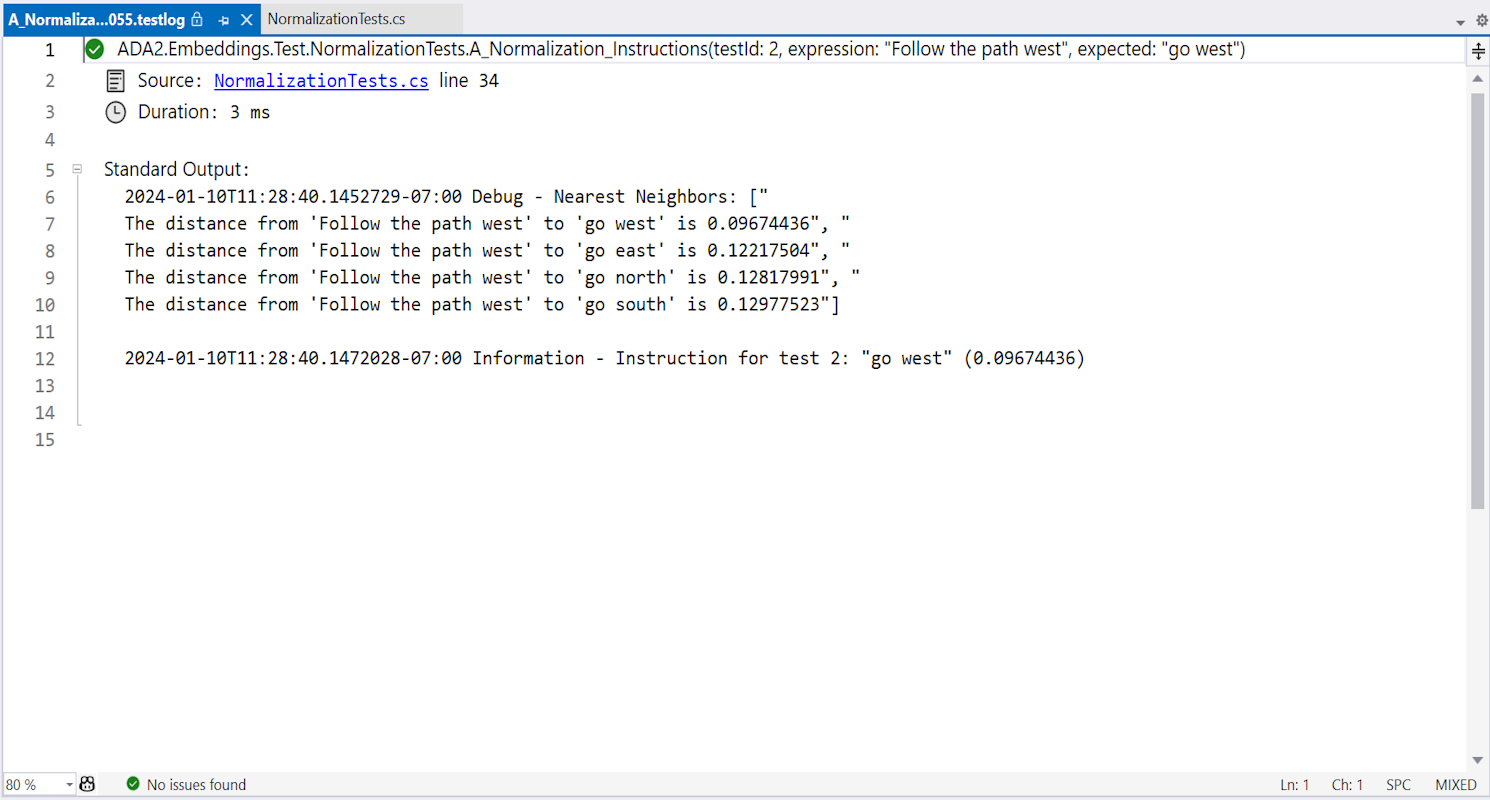 A_Normaliza...055.testlog NormalizationTests.cs
1 ADA2.Embeddings.Test.NormalizationTests.A_Normalization_Instructions(testId: 2, expression: "Follow the path west", expected: "go west")
2 Source: NormalizationTests.cs line 34
3 Duration: 3 ms
4
5 Standard Output:
6 2024-01-10T11:28:40.1452729-07:00 Debug - Nearest Neighbors: ["
7 The distance from 'Follow the path west' to 'go west' is 0.09674436", "
8 The distance from 'Follow the path west' to 'go east' is 0.12217504", "
9 The distance from 'Follow the path west' to 'go north' is 0.12817991", "
10 The distance from 'Follow the path west' to 'go south' is 0.12977523"]
11
12 2024-01-10T11:28:40.1472028-07:00 Information - Instruction for test 2: "go west" (0.09674436)
13
14
15
80 % No issues found Ln: 1 Ch: 1 SPC MIXED